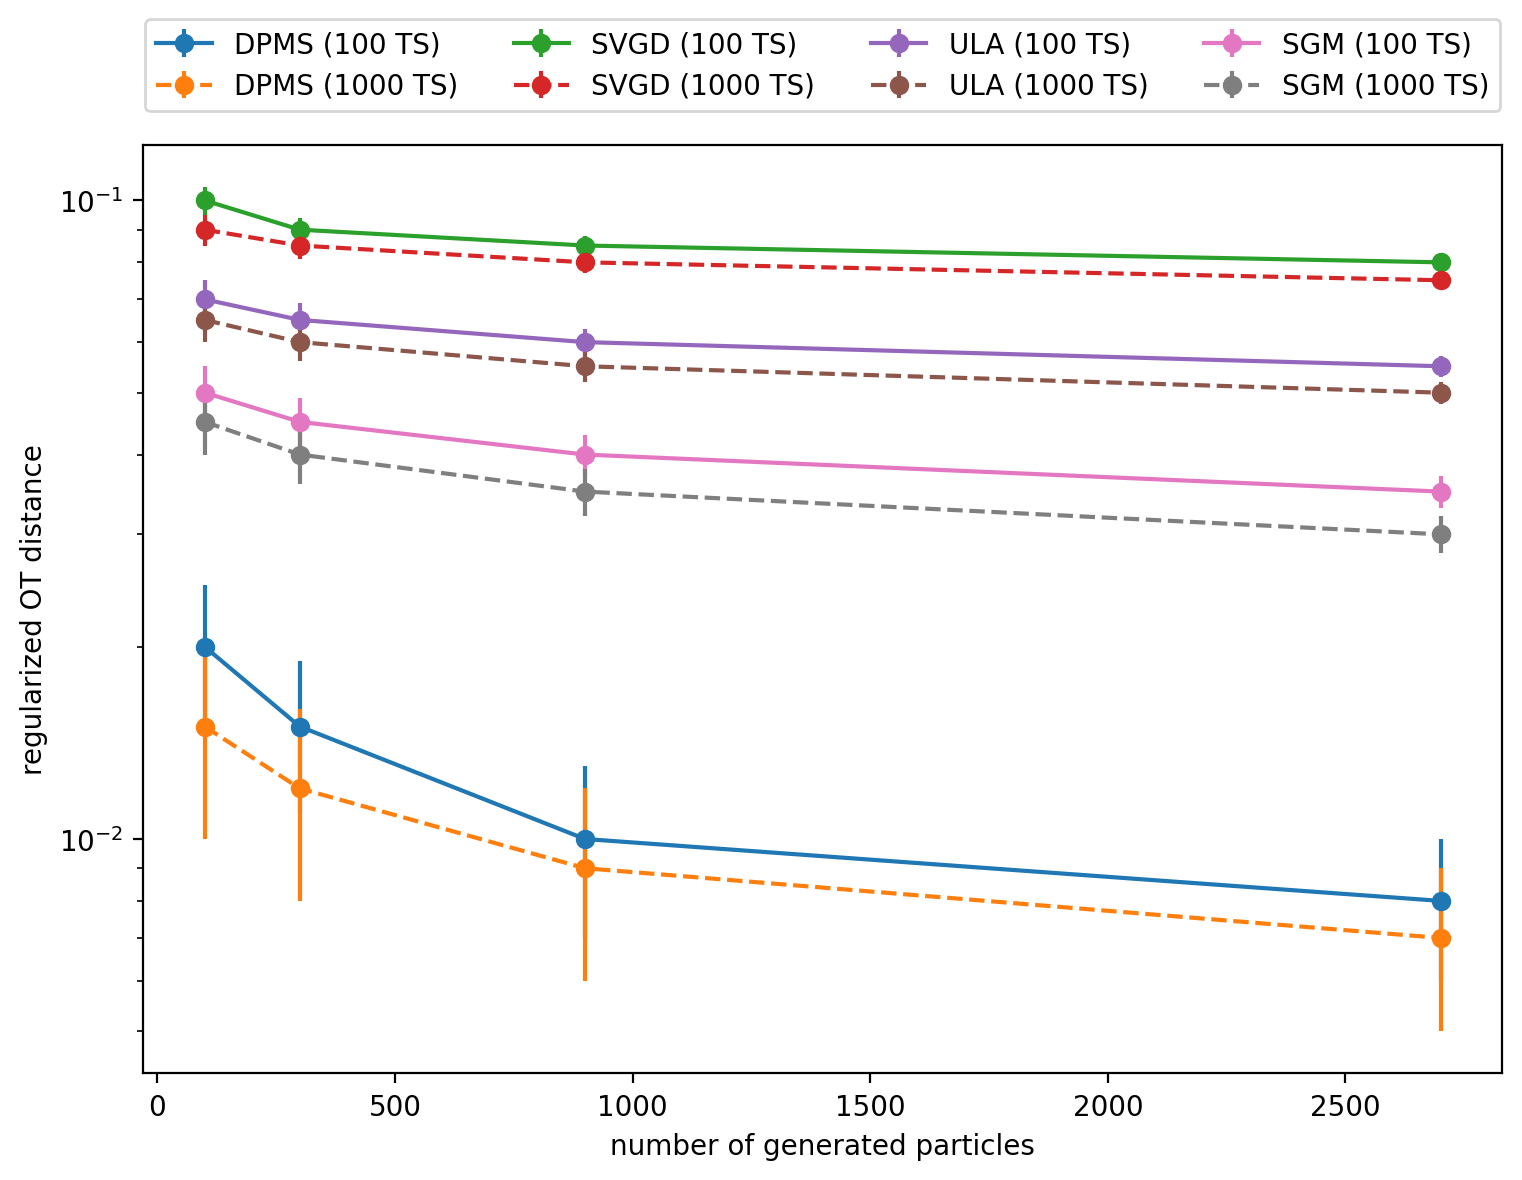 DPMS (100 TS) SVGD (100 TS) ULA (100 TS) SGM (100 TS)
DPMS (1000 TS) SVGD (1000 TS) ULA (1000 TS) SGM (1000 TS)
10⁻¹
10⁻²
regularized OT distance
0 500 1000 1500 2000 2500
number of generated particles